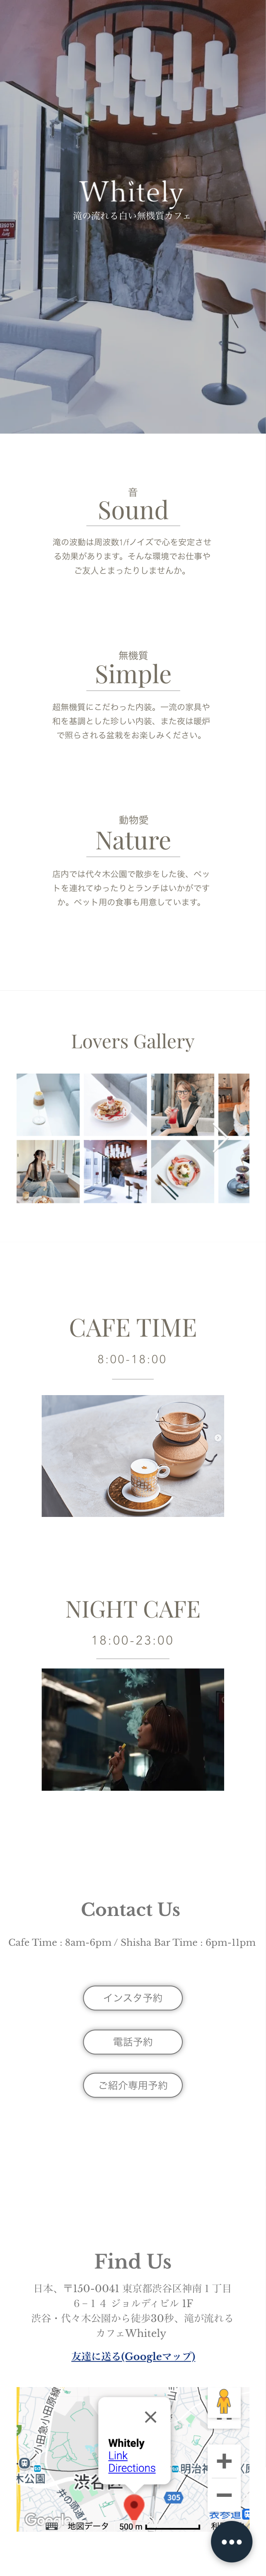 Whitely
滝の流れる白い無機質カフェ
音
Sound
滝の波動は周波数1/fノイズで心を安定させ
る効果があります。そんな環境でお仕事や
ご友人とまったりしませんか。
無機質
Simple
超無機質にこだわった内装。一流の家具や
和を基調とした珍しい内装、また夜は暖炉
で照らされる盆栽をお楽しみください。
動物愛
Nature
店内では代々木公園で散歩をした後、ペッ
トを連れてゆったりとランチはいかがです
か。ペット用の食事も用意しています。
Lovers Gallery
CAFE TIME
8:00-18:00
NIGHT CAFE
18:00-23:00
Contact Us
Cafe Time : 8am-6pm / Shisha Bar Time : 6pm-11pm
インスタ予約
電話予約
ご紹介専用予約
Find Us
日本、〒150-0041 東京都渋谷区神南１丁目
６−１４ ジョルディビル 1F
渋谷・代々木公園から徒歩30秒、滝が流れる
カフェWhitely
友達に送る(Googleマップ)
小田急小田原線
Whitely
Link
Directions
木公園
渋谷
明治神宮
305
表参道
Google
地図データ
500 m
利